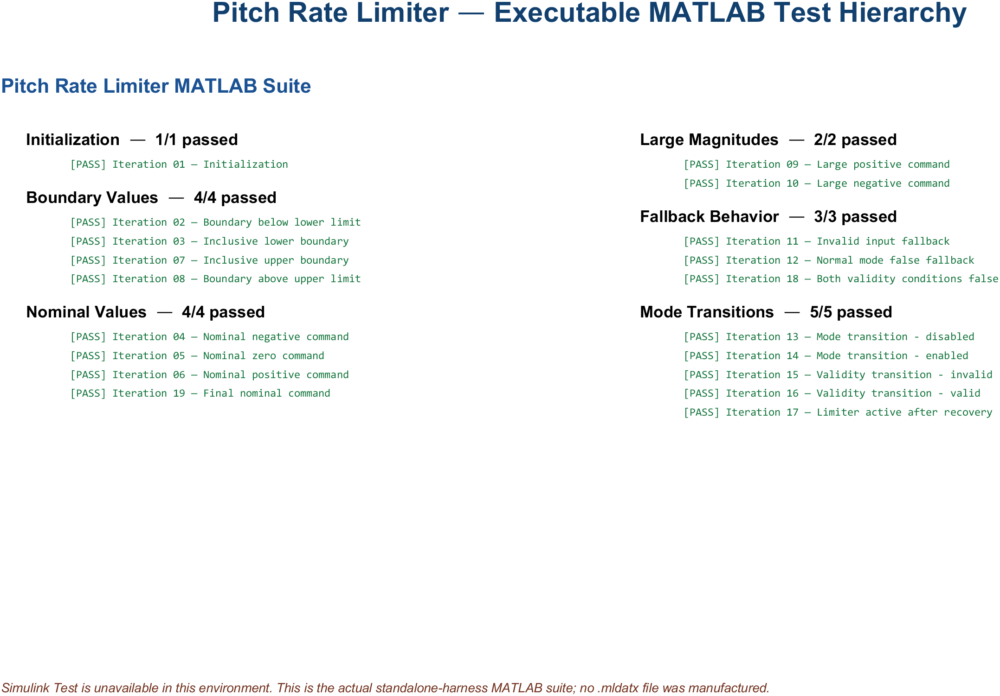 Pitch Rate Limiter — Executable MATLAB Test Hierarchy
Pitch Rate Limiter MATLAB Suite
Initialization — 1/1 passed
[PASS] Iteration 01 — Initialization
Boundary Values — 4/4 passed
[PASS] Iteration 02 — Boundary below lower limit
[PASS] Iteration 03 — Inclusive lower boundary
[PASS] Iteration 07 — Inclusive upper boundary
[PASS] Iteration 08 — Boundary above upper limit
Nominal Values — 4/4 passed
[PASS] Iteration 04 — Nominal negative command
[PASS] Iteration 05 — Nominal zero command
[PASS] Iteration 06 — Nominal positive command
[PASS] Iteration 19 — Final nominal command
Large Magnitudes — 2/2 passed
[PASS] Iteration 09 — Large positive command
[PASS] Iteration 10 — Large negative command
Fallback Behavior — 3/3 passed
[PASS] Iteration 11 — Invalid input fallback
[PASS] Iteration 12 — Normal mode false fallback
[PASS] Iteration 18 — Both validity conditions false
Mode Transitions — 5/5 passed
[PASS] Iteration 13 — Mode transition - disabled
[PASS] Iteration 14 — Mode transition - enabled
[PASS] Iteration 15 — Validity transition - invalid
[PASS] Iteration 16 — Validity transition - valid
[PASS] Iteration 17 — Limiter active after recovery
Simulink Test is unavailable in this environment. This is the actual standalone-harness MATLAB suite; no .mldatx file was manufactured.